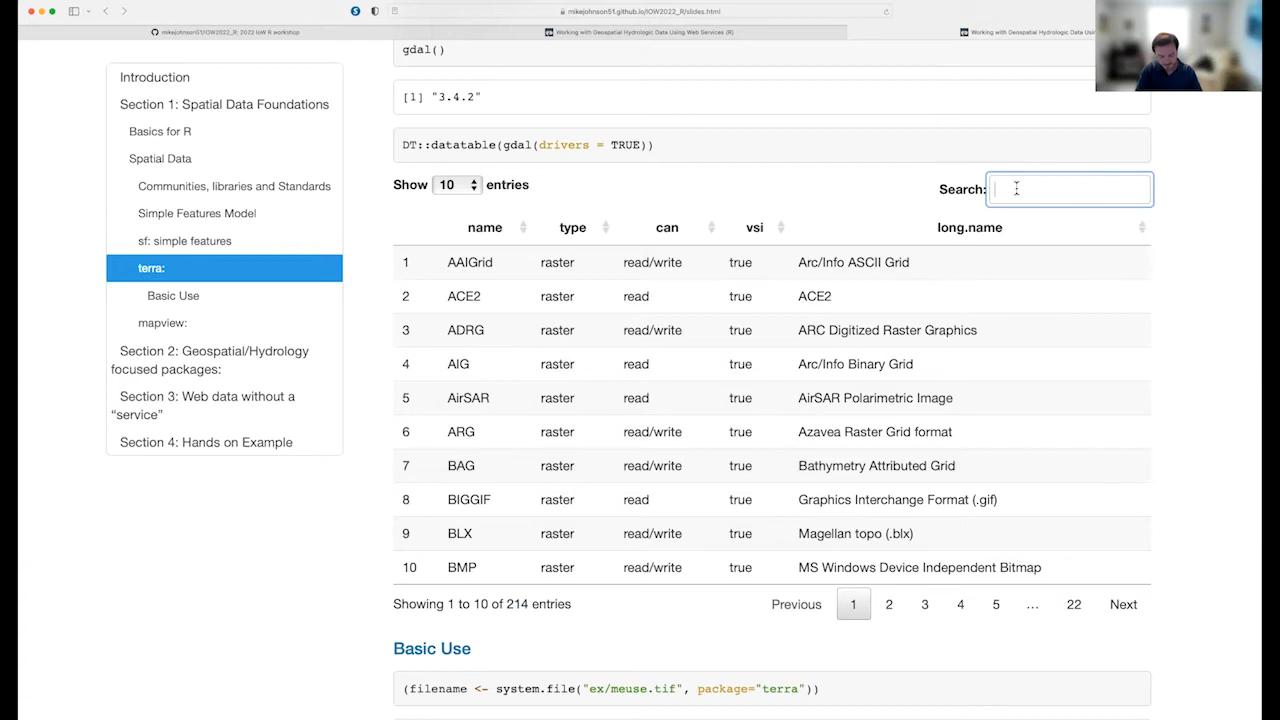 mikejohnson51.github.io/IOW2022_R/slides.html
mikejohnson51/IOW2022_R: 2022 IoW R workshop
Working with Geospatial Hydrologic Data Using Web Services (R)
Working with Geospatial Hydrologic Data Usin
Introduction
Section 1: Spatial Data Foundations
Basics for R
Spatial Data
Communities, libraries and Standards
Simple Features Model
sf: simple features
terra:
Basic Use
mapview:
Section 2: Geospatial/Hydrology
focused packages:
Section 3: Web data without a
“service”
Section 4: Hands on Example
gdal()
[1] "3.4.2"
DT::datatable(gdal(drivers = TRUE))
Show 10 entries
Search:
name type can vsi long.name
1 AAIGrid raster read/write true Arc/Info ASCII Grid
2 ACE2 raster read true ACE2
3 ADRG raster read/write true ARC Digitized Raster Graphics
4 AIG raster read true Arc/Info Binary Grid
5 AirSAR raster read true AirSAR Polarimetric Image
6 ARG raster read/write true Azavea Raster Grid format
7 BAG raster read/write true Bathymetry Attributed Grid
8 BIGGIF raster read true Graphics Interchange Format (.gif)
9 BLX raster read/write true Magellan topo (.blx)
10 BMP raster read/write true MS Windows Device Independent Bitmap
Showing 1 to 10 of 214 entries
Previous 1 2 3 4 5 … 22 Next
Basic Use
(filename <- system.file("ex/meuse.tif", package="terra"))